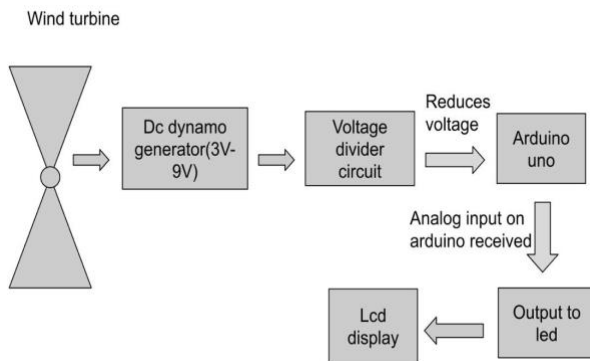 Wind turbine
Dc dynamo
generator(3V-
9V)
Voltage
divider
circuit
Reduces
voltage
Arduino
uno
Analog input on
arduino received
Output to
led
Lcd
display